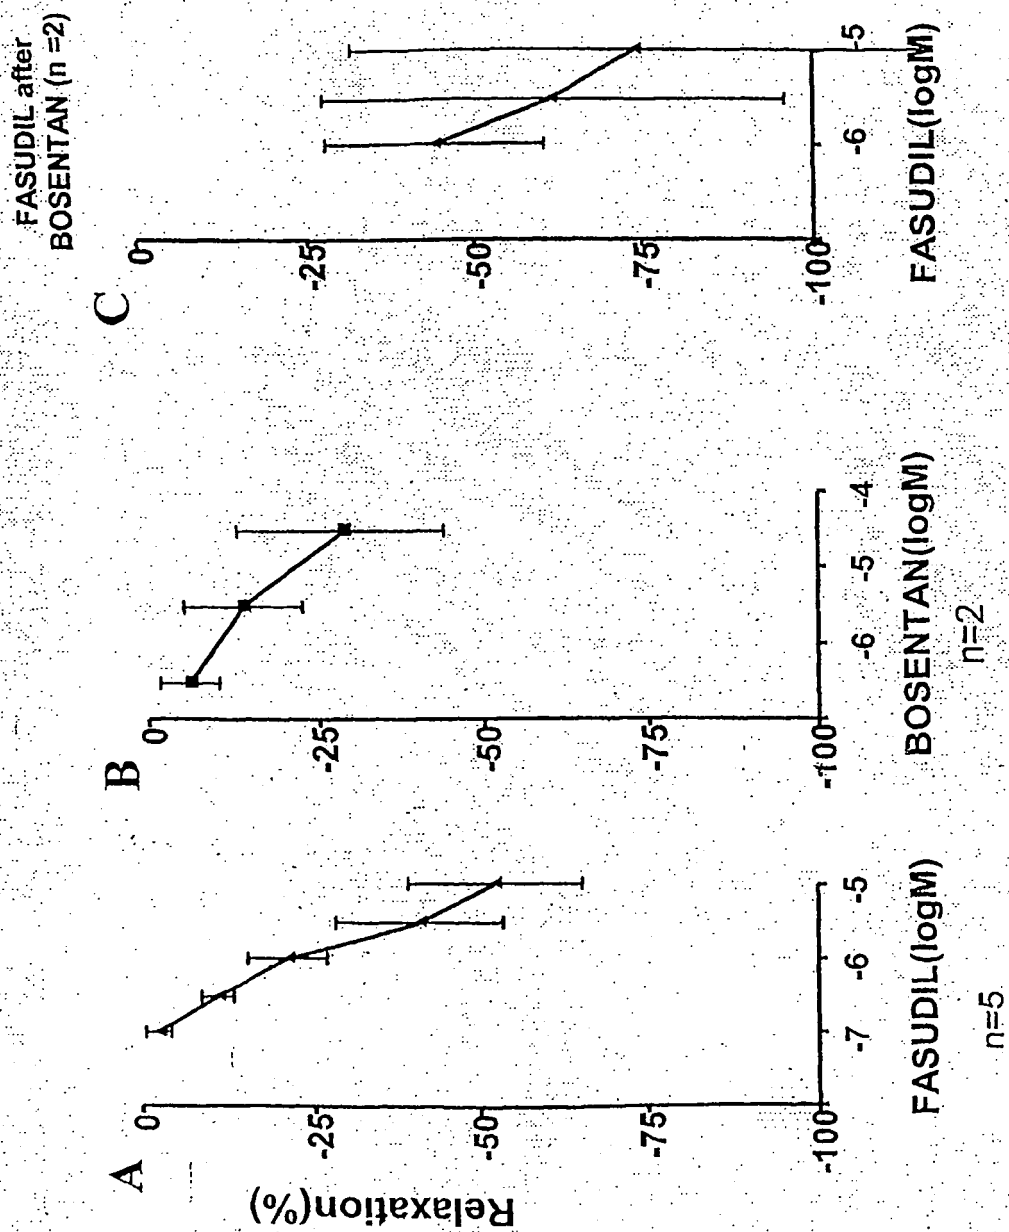 A
Relaxation(%)
0
-25
-50
-75
-100
-7
-6
-5
FASUDIL(logM)
n=5
B
0
-25
-50
-75
-100
-6
-5
-4
BOSENTAN(logM)
n=2
FASUDIL after
BOSENTAN (n =2)
C
0
-25
-50
-75
-100
-6
-5
FASUDIL(logM)